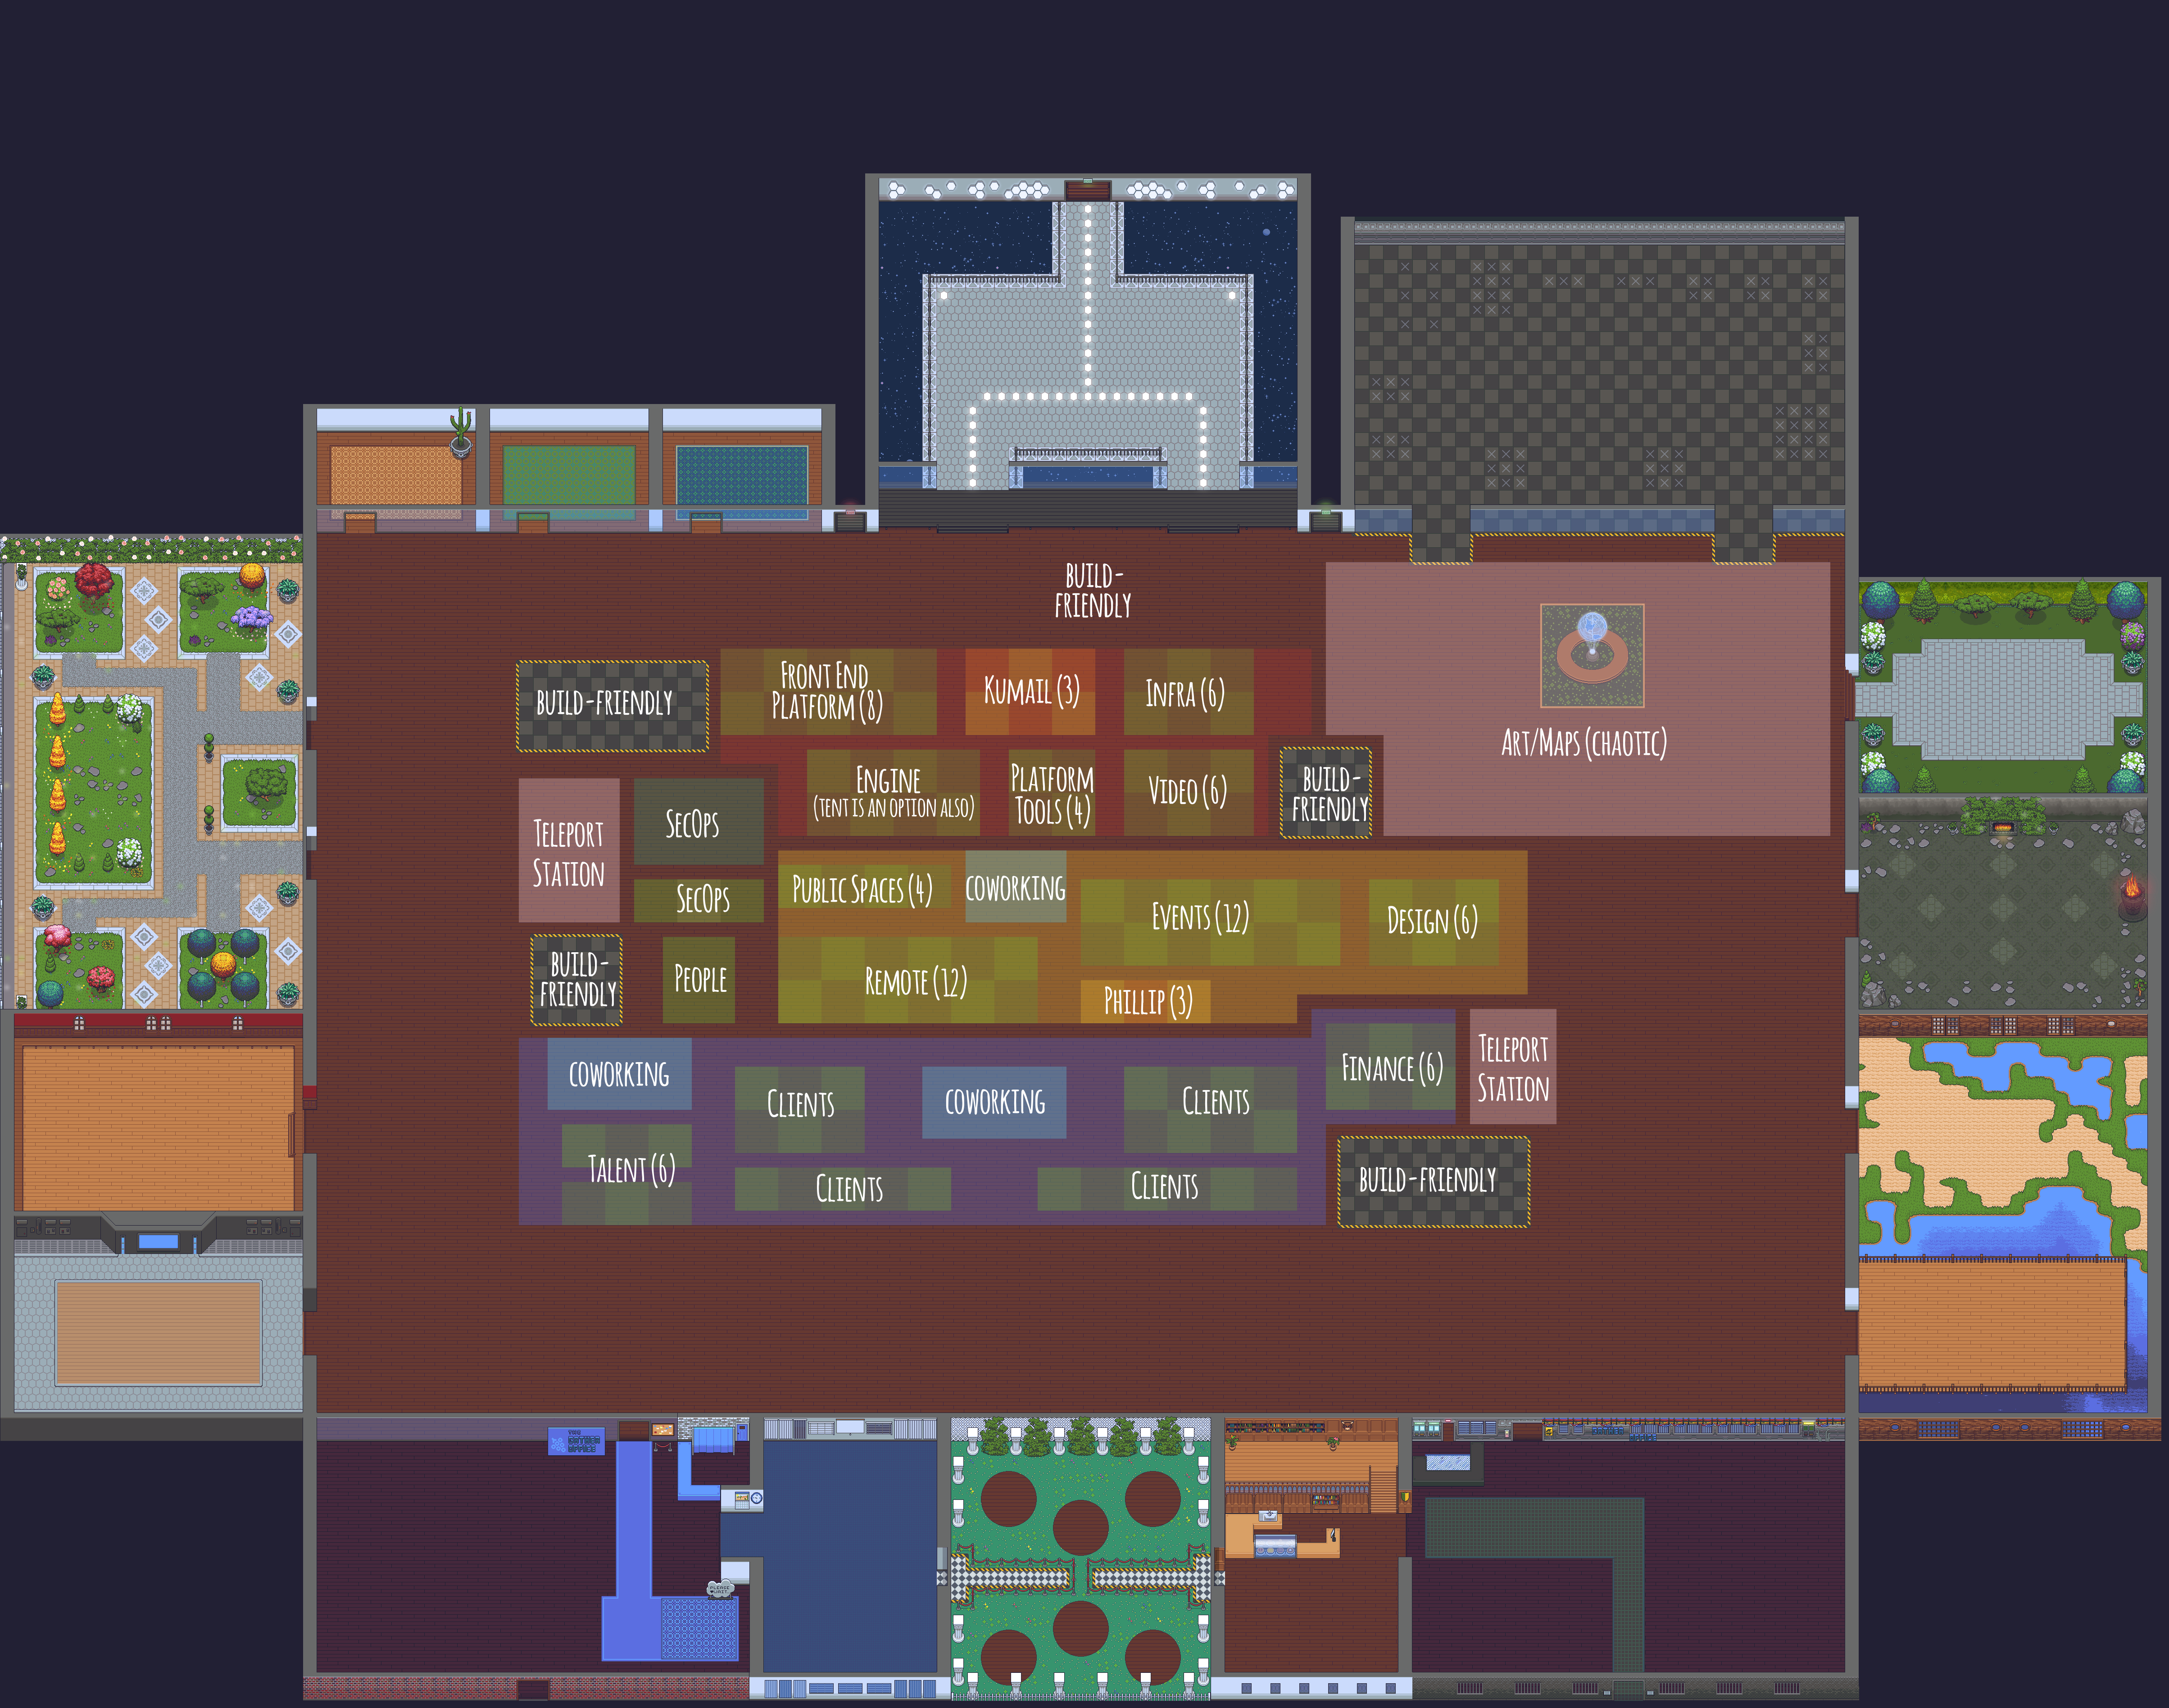 BUILD-
FRIENDLY
BUILD-FRIENDLY
FRONT END
PLATFORM (8)
KUMAIL (3)
INFRA (6)
ART/MAPS (CHAOTIC)
ENGINE
(TENT IS AN OPTION ALSO)
PLATFORM
TOOLS (4)
VIDEO (6)
BUILD-
FRIENDLY
TELEPORT
STATION
SECOPS
SECOPS
PUBLIC SPACES (4)
COWORKING
EVENTS (12)
DESIGN (6)
BUILD-
FRIENDLY
PEOPLE
REMOTE (12)
PHILLIP (3)
COWORKING
CLIENTS
COWORKING
CLIENTS
FINANCE (6)
TELEPORT
STATION
TALENT (6)
CLIENTS
CLIENTS
BUILD-FRIENDLY
PLEASE
WAIT